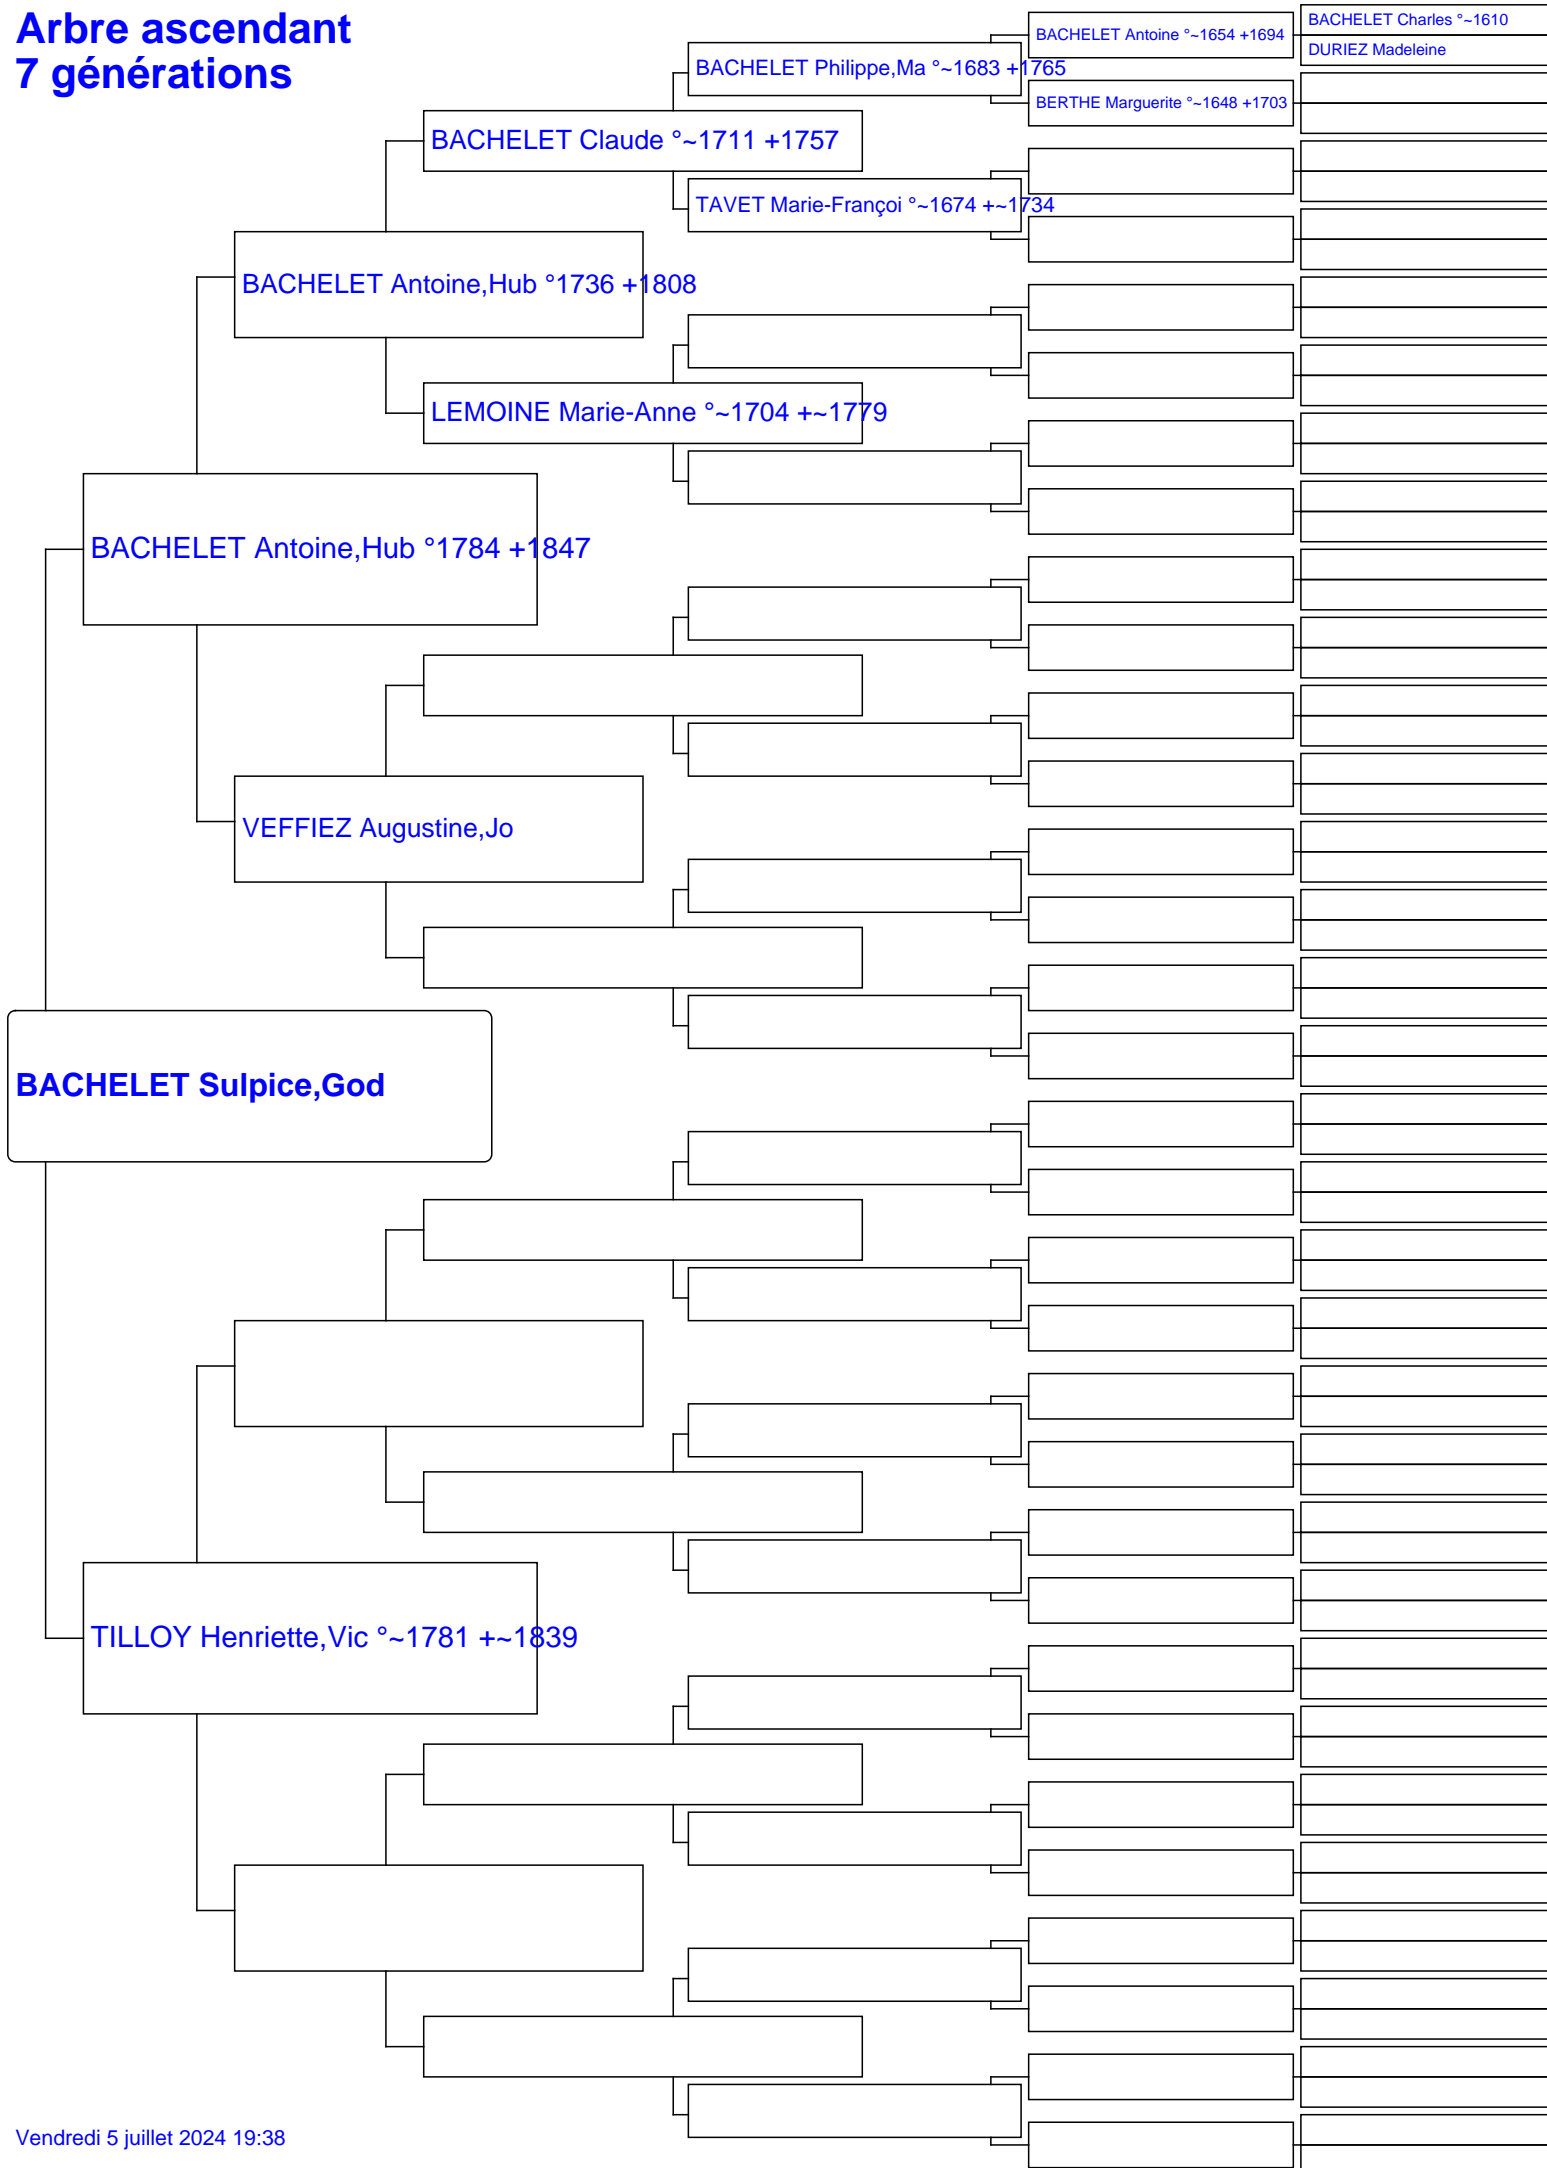 Arbre ascendant
7 générations
BACHELET Charles °~1610
DURIEZ Madeleine
BACHELET Antoine °~1654 +1694
BACHELET Philippe,Ma °~1683 +1765
BERTHE Marguerite °~1648 +1703
BACHELET Claude °~1711 +1757
TAVET Marie-Françoi °~1674 +~1734
BACHELET Antoine,Hub °1736 +1808
LEMOINE Marie-Anne °~1704 +~1779
BACHELET Antoine,Hub °1784 +1847
VEFFIEZ Augustine,Jo
BACHELET Sulpice,God
TILLOY Henriette,Vic °~1781 +~1839
Vendredi 5 juillet 2024 19:38